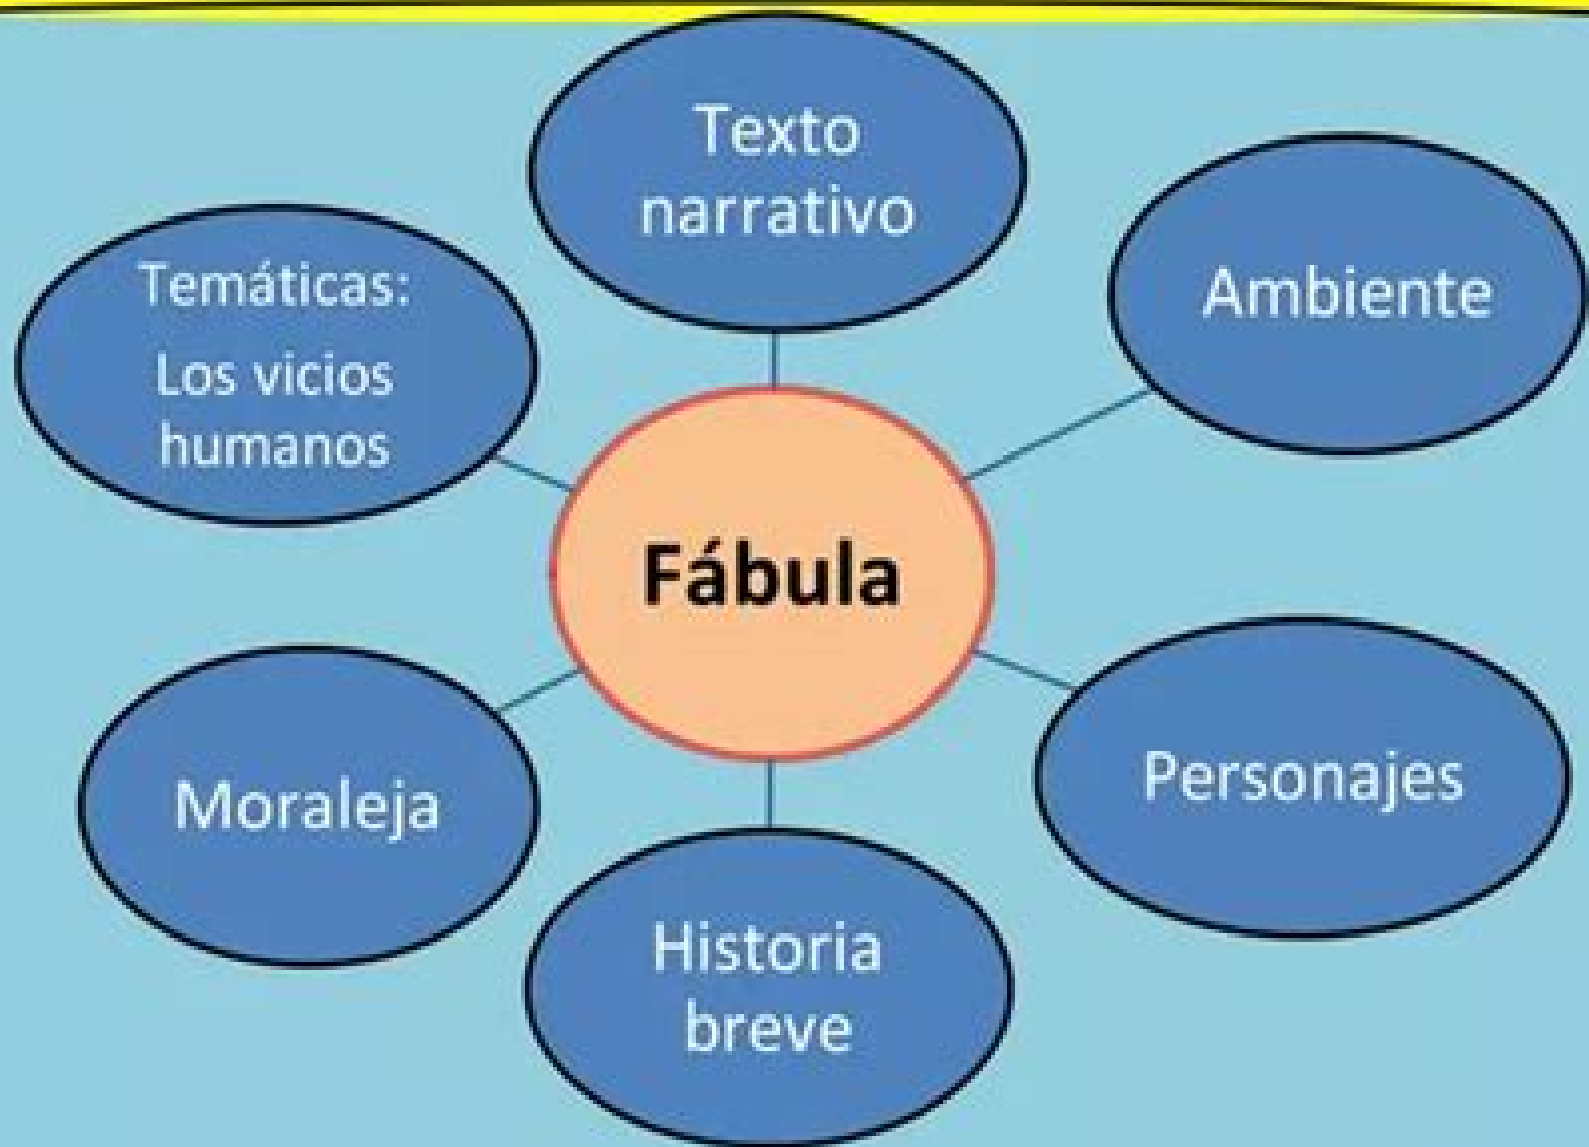 Texto
narrativo
Ambiente
Temáticas:
Los vicios
humanos
Fábula
Personajes
Moraleja
Historia
breve